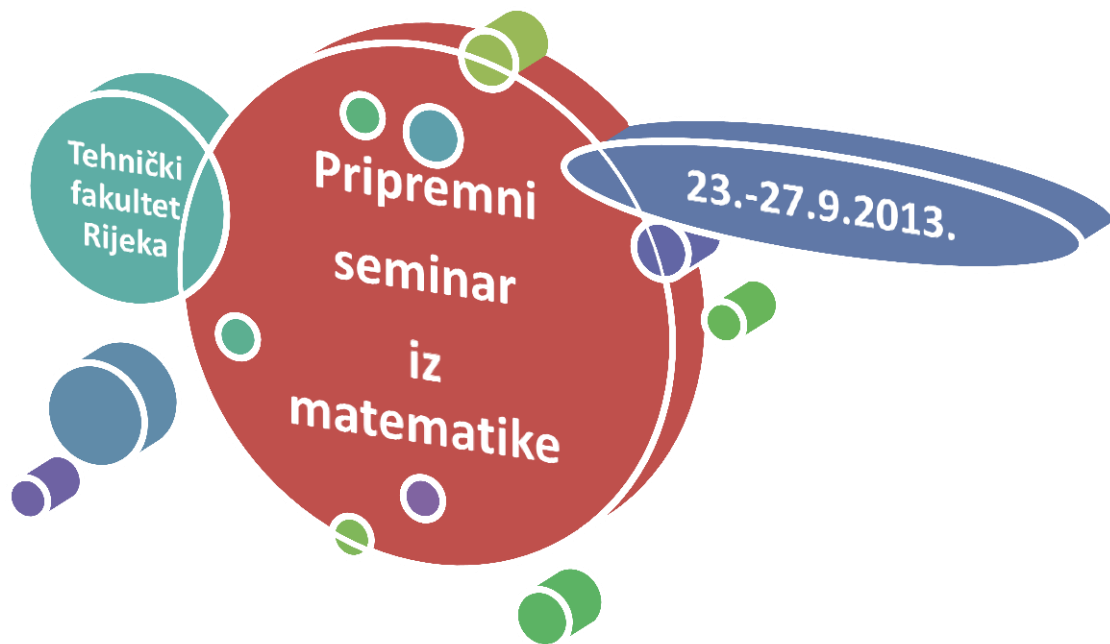 Tehnički
fakultet
Rijeka
Pripremni
seminar
iz
matematike
23.-27.9.2013.